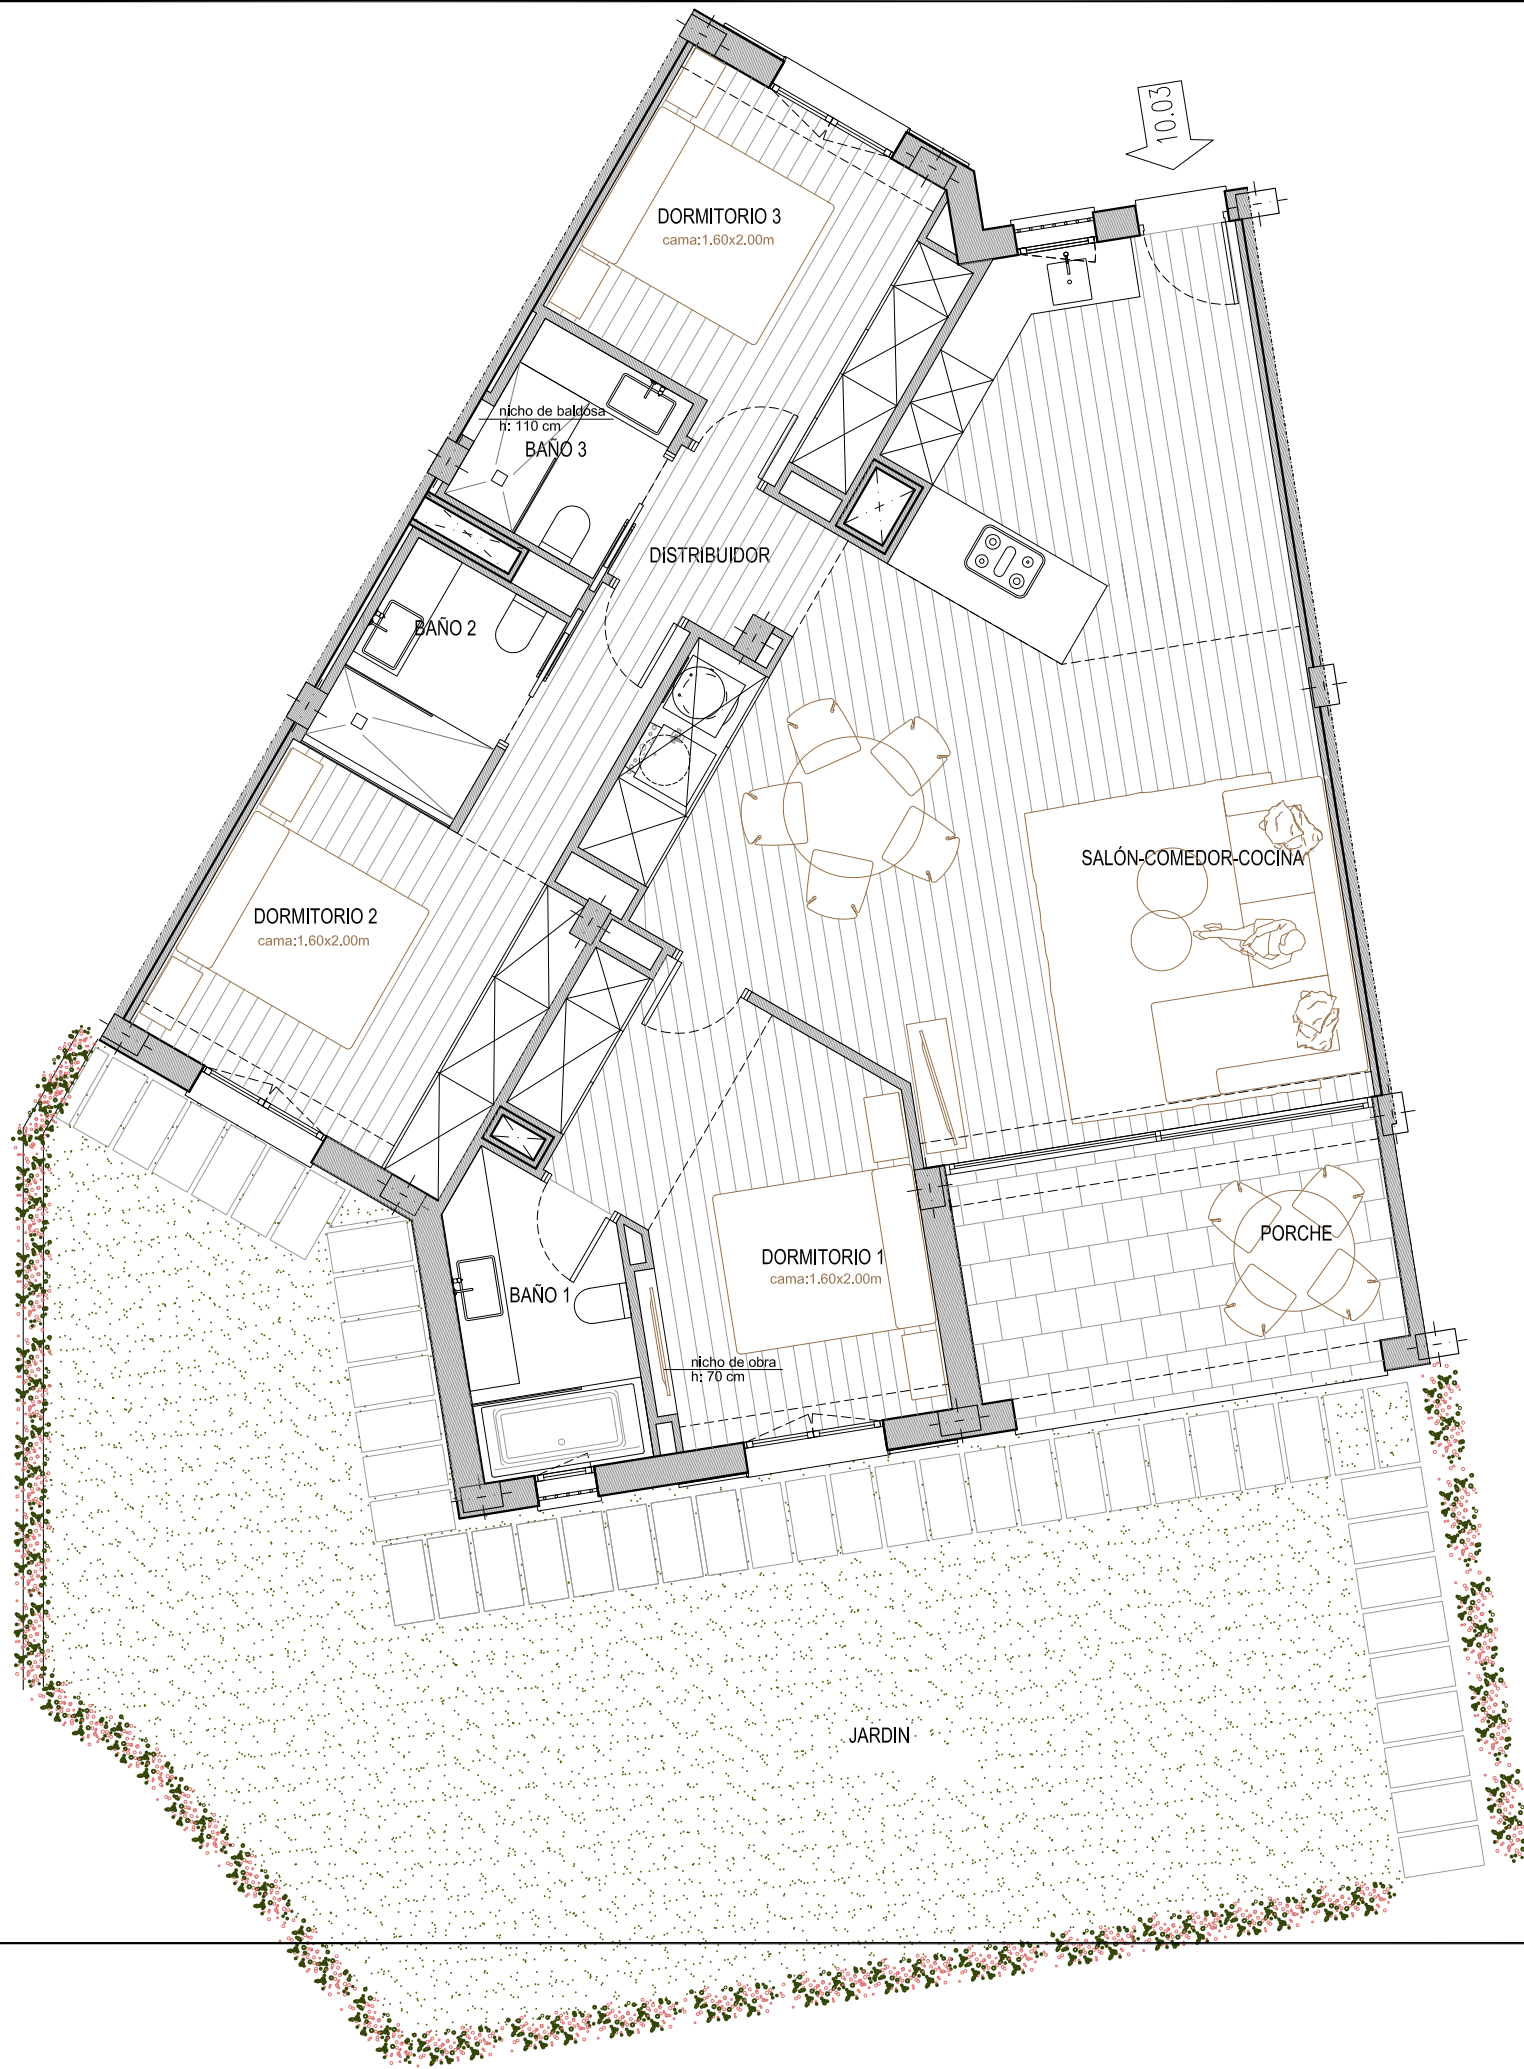 10.03
DORMITORIO 3
cama:1.60x2.00m
nicho de baldosa
h: 110 cm
BAÑO 3
DISTRIBUIDOR
BAÑO 2
SALÓN-COMEDOR-COCINA
DORMITORIO 2
cama:1.60x2.00m
PORCHE
DORMITORIO 1
cama:1.60x2.00m
BAÑO 1
nicho de obra
h: 70 cm
JARDIN